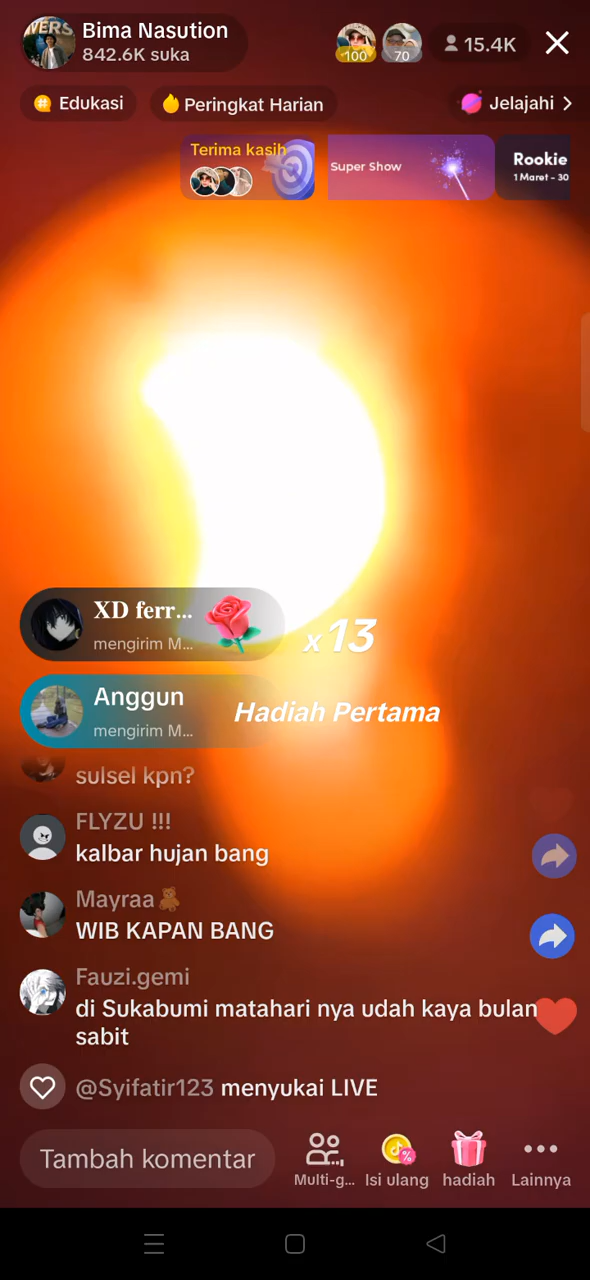 VERS
Bima Nasution
842.6K suka
100
70
15.4K
Edukasi
Peringkat Harian
Jelajahi
Terima kasih
Super Show
Rookie
1 Maret - 30
XD ferr...
mengirim M...
x13
Anggun
mengirim M...
Hadiah Pertama
sulsel kpn?
FLYZU !!!
kalbar hujan bang
Mayraa🧸
WIB KAPAN BANG
Fauzi.gemi
di Sukabumi matahari nya udah kaya bulan
sabit
@Syifatir123 menyukai LIVE
Tambah komentar
Multi-g...
Isi ulang
hadiah
Lainnya